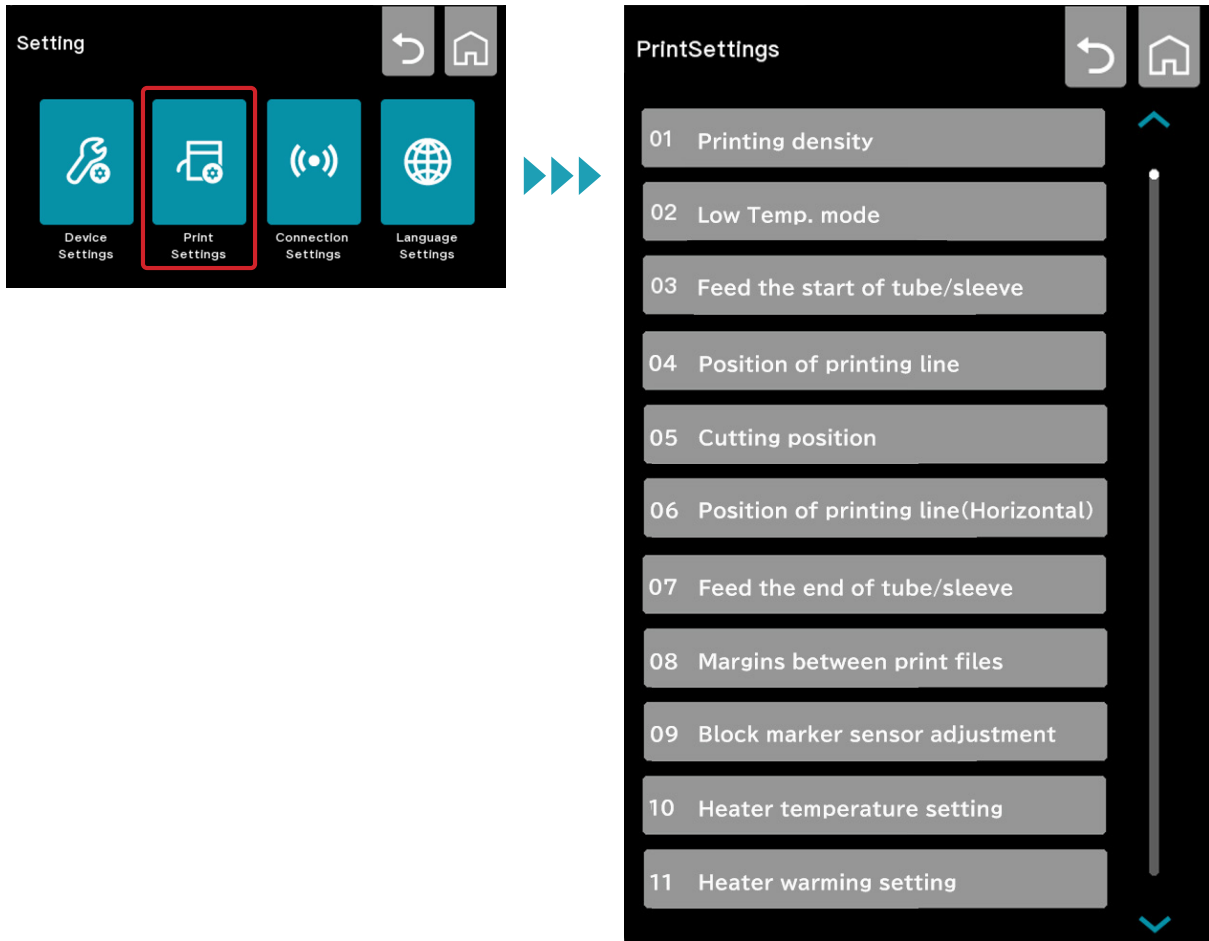 Setting
Device
Settings
Print
Settings
Connection
Settings
Language
Settings
PrintSettings
01 Printing density
02 Low Temp. mode
03 Feed the start of tube/sleeve
04 Position of printing line
05 Cutting position
06 Position of printing line(Horizontal)
07 Feed the end of tube/sleeve
08 Margins between print files
09 Block marker sensor adjustment
10 Heater temperature setting
11 Heater warming setting